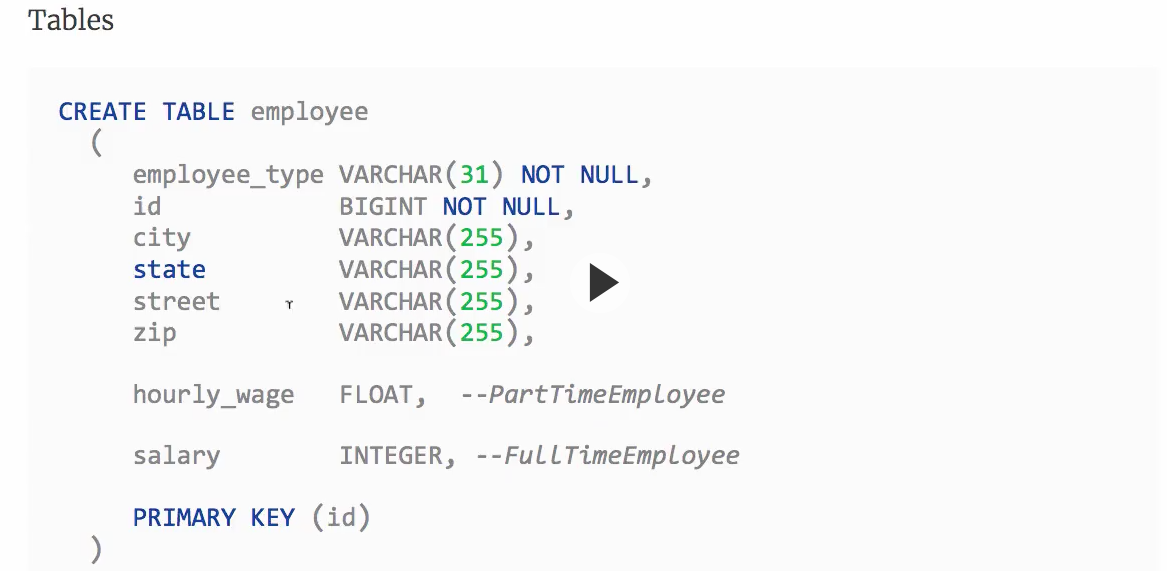 Tables
CREATE TABLE employee
(
employee_type VARCHAR(31) NOT NULL,
id BIGINT NOT NULL,
city VARCHAR(255),
state VARCHAR(255),
street VARCHAR(255),
zip VARCHAR(255),
hourly_wage FLOAT, --PartTimeEmployee
salary INTEGER, --FullTimeEmployee
PRIMARY KEY (id)
)